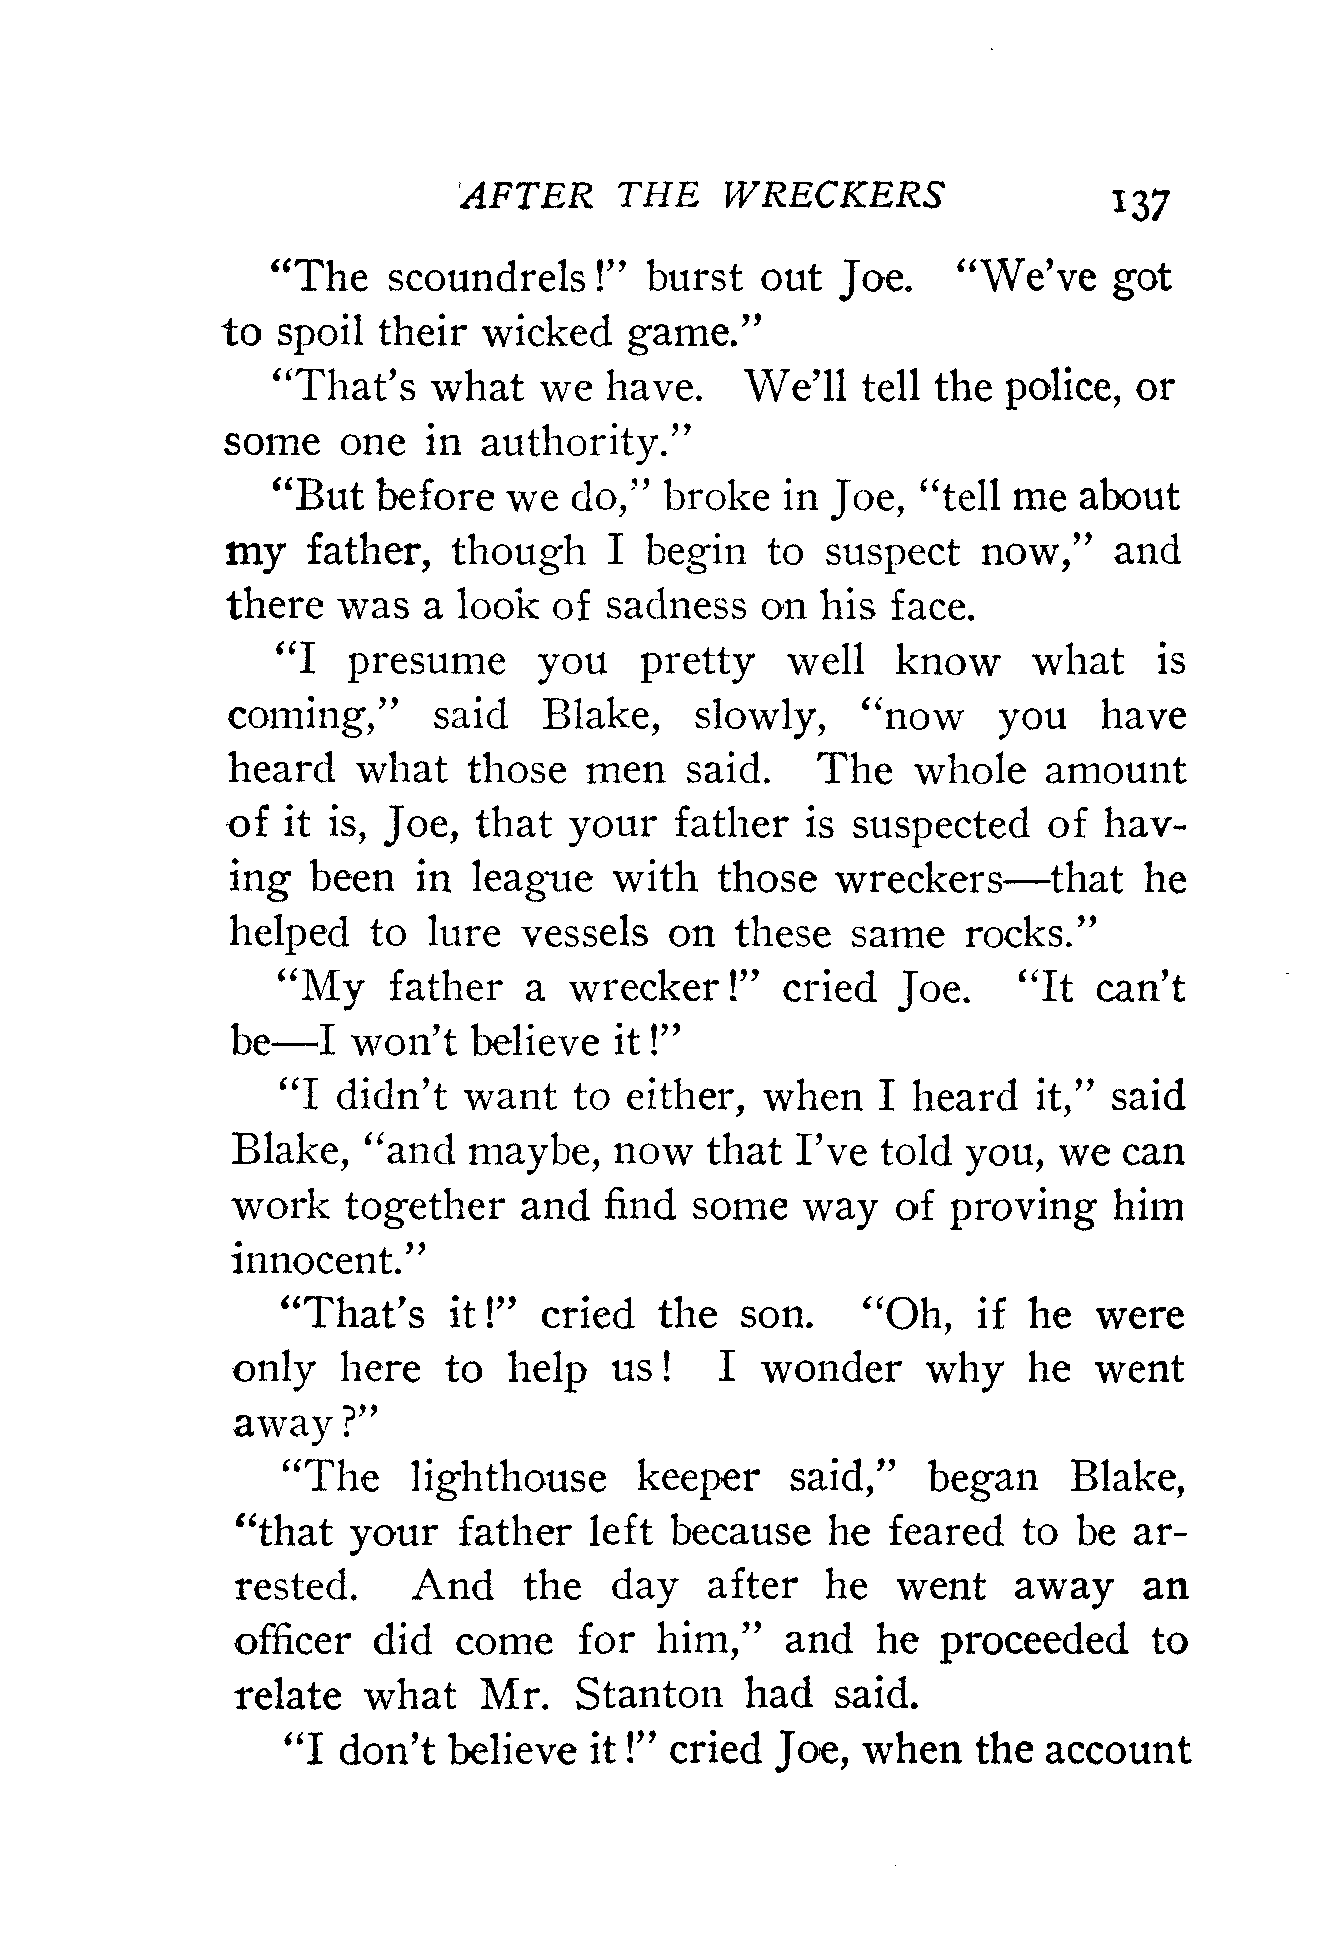 AFTER THE WRECKERS 137
“The scoundrels!” burst out Joe. “We’ve got
to spoil their wicked game.”
“That’s what we have. We’ll tell the police, or
some one in authority.”
“But before we do,” broke in Joe, “tell me about
my father, though I begin to suspect now,” and
there was a look of sadness on his face.
“I presume you pretty well know what is
coming,” said Blake, slowly, “now you have
heard what those men said. The whole amount
of it is, Joe, that your father is suspected of hav-
ing been in league with those wreckers—that he
helped to lure vessels on these same rocks.”
“My father a wrecker!” cried Joe. “It can’t
be—I won’t believe it!”
“I didn’t want to either, when I heard it,” said
Blake, “and maybe, now that I’ve told you, we can
work together and find some way of proving him
innocent.”
“That’s it!” cried the son. “Oh, if he were
only here to help us! I wonder why he went
away?”
“The lighthouse keeper said,” began Blake,
“that your father left because he feared to be ar-
rested. And the day after he went away an
officer did come for him,” and he proceeded to
relate what Mr. Stanton had said.
“I don’t believe it!” cried Joe, when the account